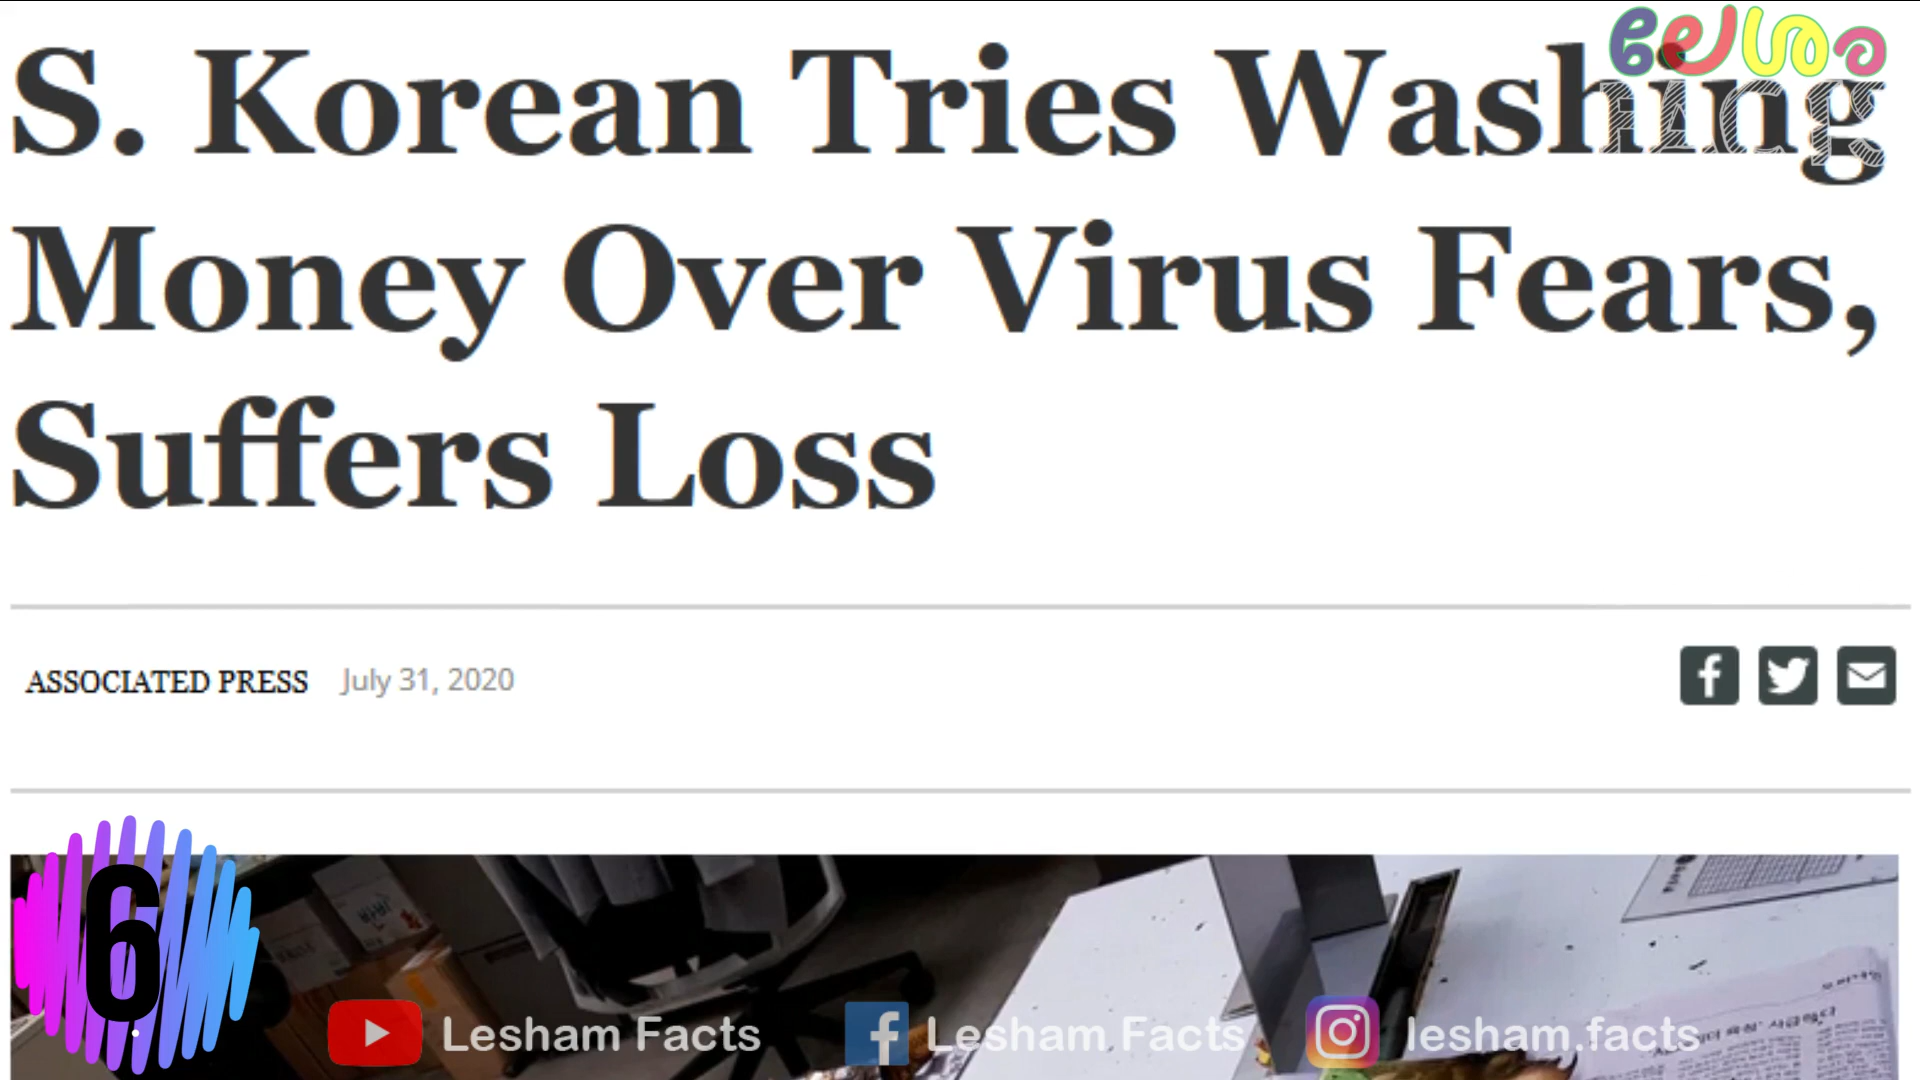 ലേശം
FACTS
S. Korean Tries Washing
Money Over Virus Fears,
Suffers Loss
ASSOCIATED PRESS July 31, 2020
6
Lesham Facts
Lesham Facts
lesham.facts